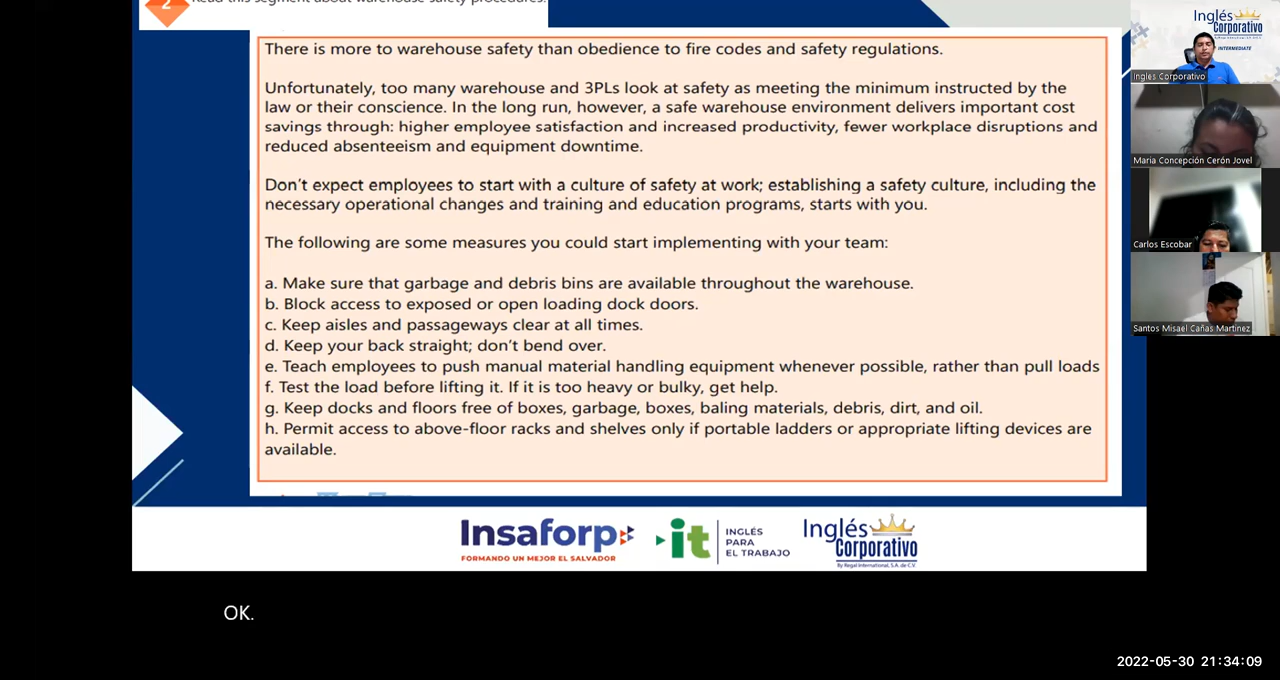 2 Read this segment about warehouse safety procedures.
There is more to warehouse safety than obedience to fire codes and safety regulations.
Unfortunately, too many warehouse and 3PLs look at safety as meeting the minimum instructed by the
law or their conscience. In the long run, however, a safe warehouse environment delivers important cost
savings through: higher employee satisfaction and increased productivity, fewer workplace disruptions and
reduced absenteeism and equipment downtime.
Don't expect employees to start with a culture of safety at work; establishing a safety culture, including the
necessary operational changes and training and education programs, starts with you.
The following are some measures you could start implementing with your team:
a. Make sure that garbage and debris bins are available throughout the warehouse.
b. Block access to exposed or open loading dock doors.
c. Keep aisles and passageways clear at all times.
d. Keep your back straight; don't bend over.
e. Teach employees to push manual material handling equipment whenever possible, rather than pull loads
f. Test the load before lifting it. If it is too heavy or bulky, get help.
g. Keep docks and floors free of boxes, garbage, boxes, baling materials, debris, dirt, and oil.
h. Permit access to above-floor racks and shelves only if portable ladders or appropriate lifting devices are
available.
Insaforp
FORMANDO UN MEJOR EL SALVADOR
it
INGLÉS
PARA
EL TRABAJO
Inglés
Corporativo
By Regal International, S.A. de C.V.
OK.
Inglés
Corporativo
INTERMEDIATE
Ingles Corporativo
Maria Concepción Cerón Jovel
Carlos Escobar
Santos Misael Cañas Martinez
2022-05-30 21:34:09